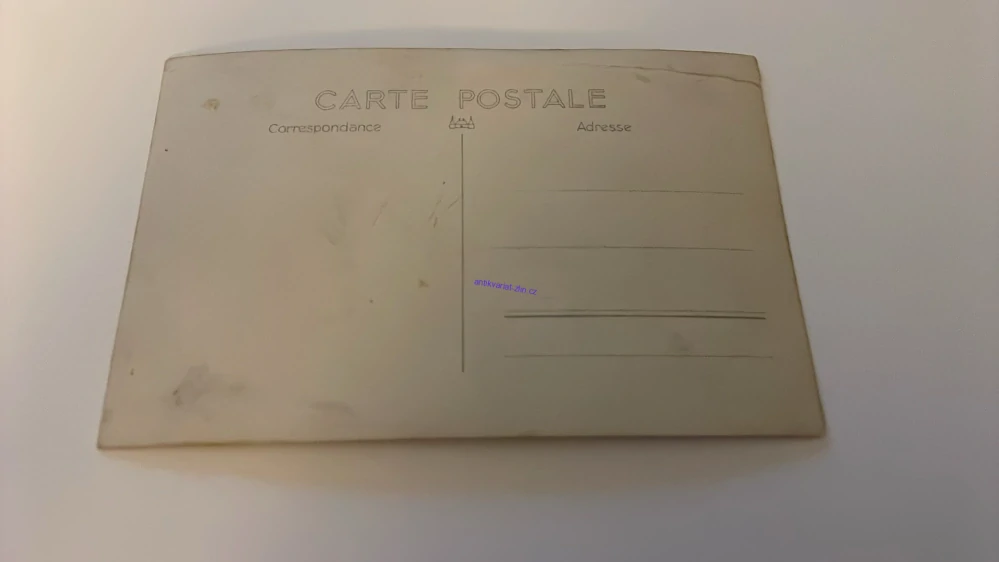 CARTE POSTALE
Correspondance
Adresse
antikvariat-zlin.cz